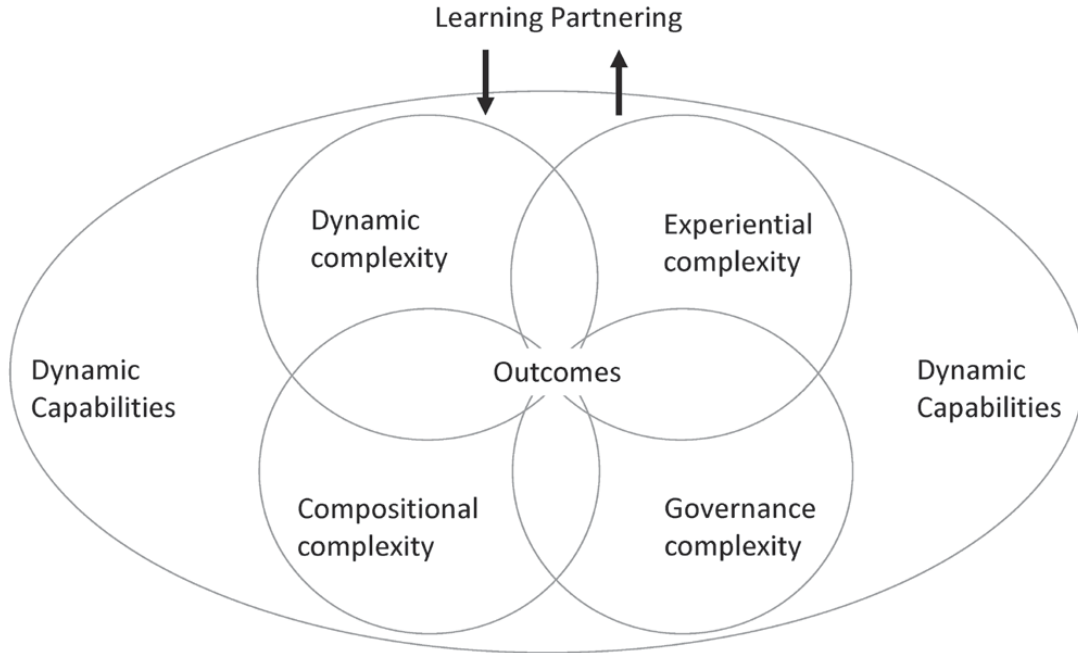 Learning Partnering
Dynamic
complexity
Experiential
complexity
Dynamic
Capabilities
Outcomes
Dynamic
Capabilities
Compositional
complexity
Governance
complexity